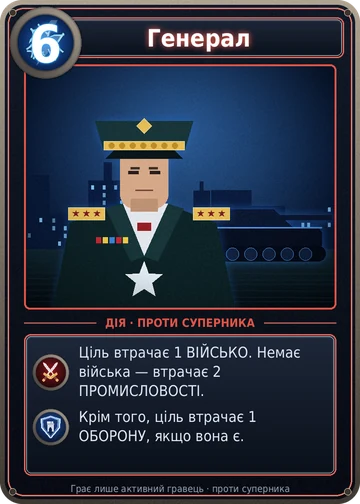 6
Генерал
ДІЯ · ПРОТИ СУПЕРНИКА
Ціль втрачає 1 ВІЙСЬКО. Немає
війська — втрачає 2
ПРОМИСЛОВОСТІ.
Крім того, ціль втрачає 1
ОБОРОНУ, якщо вона є.
Грає лише активний гравець · проти суперника